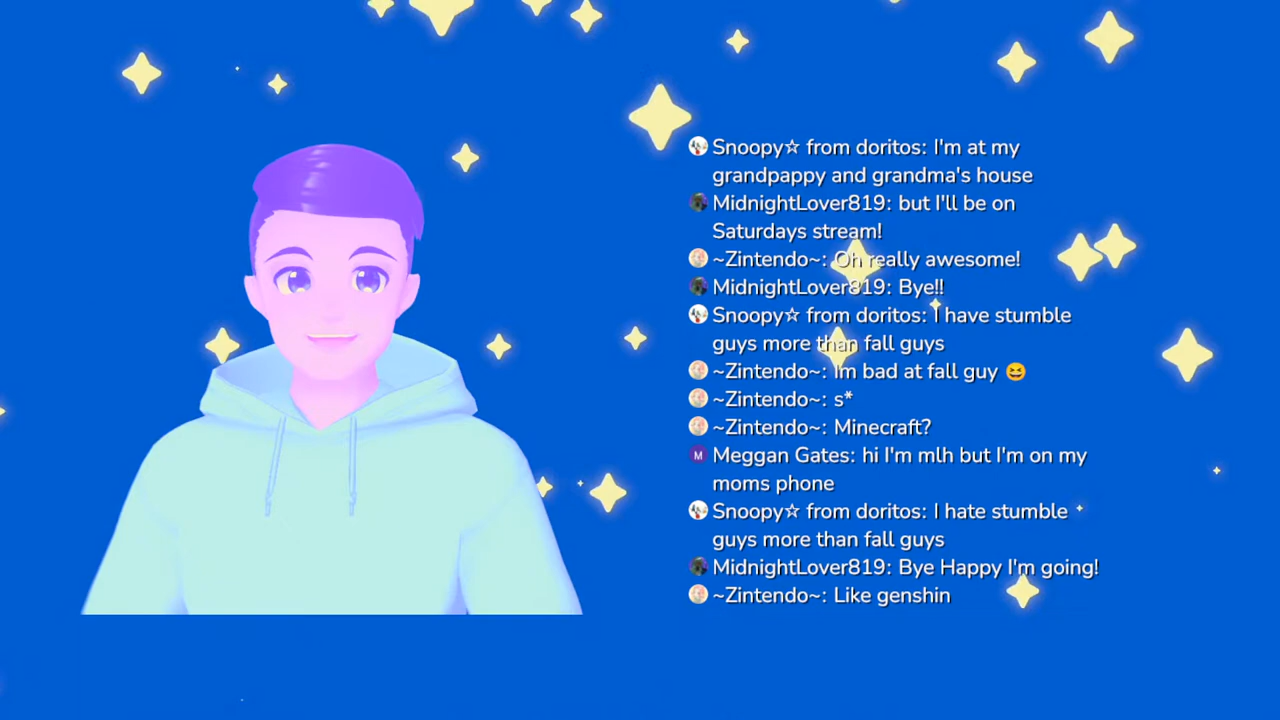 Snoopy☆ from doritos: I'm at my
grandpappy and grandma's house
MidnightLover819: but I'll be on
Saturdays stream!
~Zintendo~: Oh really awesome!
MidnightLover819: Bye!!
Snoopy☆ from doritos: I have stumble
guys more than fall guys
~Zintendo~: Im bad at fall guy 😆
~Zintendo~: s*
~Zintendo~: Minecraft?
M Meggan Gates: hi I'm mlh but I'm on my
moms phone
Snoopy☆ from doritos: I hate stumble
guys more than fall guys
MidnightLover819: Bye Happy I'm going!
~Zintendo~: Like genshin